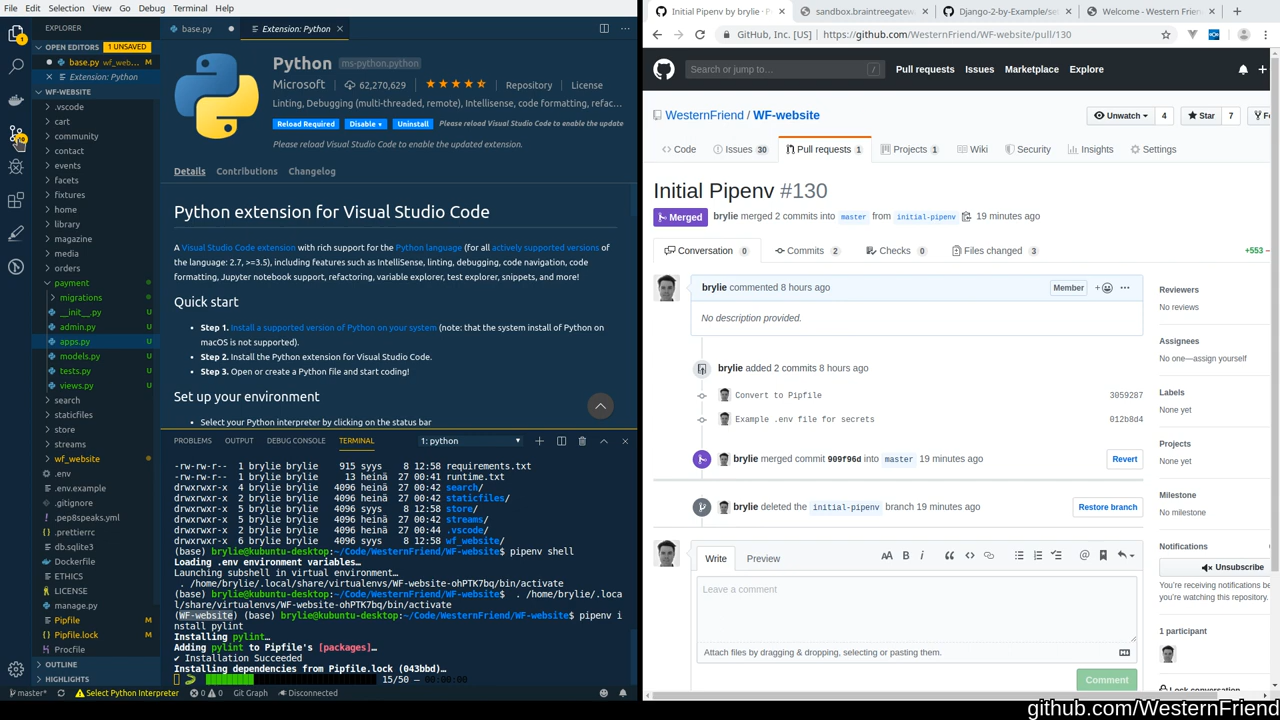 File Edit Selection View Go Debug Terminal Help
EXPLORER
OPEN EDITORS 1 UNSAVED
base.py wf_web... M
Extension: Python
WF-WEBSITE
.vscode
cart
community
contact
events
facets
fixtures
home
library
magazine
media
orders
payment
migrations
__init__.py U
admin.py U
apps.py U
models.py U
tests.py U
views.py U
search
staticfiles
store
streams
wf_website
.env
.env.example
.gitignore
.pep8speaks.yml
.prettierrc
db.sqlite3
Dockerfile
ETHICS
LICENSE
manage.py
Pipfile M
Pipfile.lock M
Procfile
OUTLINE
HIGHLIGHTS
base.py
Extension: Python
Python ms-python.python
Microsoft 62,270,629 Repository License
Linting, Debugging (multi-threaded, remote), Intellisense, code formatting, refac...
Reload Required Disable Uninstall Please reload Visual Studio Code to enable the update
Please reload Visual Studio Code to enable the updated extension.
Details Contributions Changelog
Python extension for Visual Studio Code
A Visual Studio Code extension with rich support for the Python language (for all actively supported versions of
the language: 2.7, >=3.5), including features such as IntelliSense, linting, debugging, code navigation, code
formatting, Jupyter notebook support, refactoring, variable explorer, test explorer, snippets, and more!
Quick start
• Step 1. Install a supported version of Python on your system (note: that the system install of Python on
macOS is not supported).
• Step 2. Install the Python extension for Visual Studio Code.
• Step 3. Open or create a Python file and start coding!
Set up your environment
• Select your Python interpreter by clicking on the status bar
PROBLEMS OUTPUT DEBUG CONSOLE TERMINAL 1: python
-rw-rw-r-- 1 brylie brylie 915 syys 8 12:58 requirements.txt
-rw-rw-r-- 1 brylie brylie 13 heinä 27 00:41 runtime.txt
drwxrwxr-x 4 brylie brylie 4096 heinä 27 00:42 search/
drwxrwxr-x 2 brylie brylie 4096 heinä 27 00:42 staticfiles/
drwxrwxr-x 5 brylie brylie 4096 syys 8 12:58 store/
drwxrwxr-x 5 brylie brylie 4096 heinä 27 00:42 streams/
drwxrwxr-x 2 brylie brylie 4096 heinä 27 00:44 .vscode/
drwxrwxr-x 6 brylie brylie 4096 syys 8 12:58 wf_website/
(base) brylie@kubuntu-desktop:~/Code/WesternFriend/WF-website$ pipenv shell
Loading .env environment variables…
Launching subshell in virtual environment…
. /home/brylie/.local/share/virtualenvs/WF-website-ohPTK7bq/bin/activate
(base) brylie@kubuntu-desktop:~/Code/WesternFriend/WF-website$ . /home/brylie/.loca
l/share/virtualenvs/WF-website-ohPTK7bq/bin/activate
(WF-website) (base) brylie@kubuntu-desktop:~/Code/WesternFriend/WF-website$ pipenv i
nstall pylint
Installing pylint…
Adding pylint to Pipfile's [packages]…
✔ Installation Succeeded
Installing dependencies from Pipfile.lock (043bbd)…
15/50 — 00:00:00
master* Select Python Interpreter 0 0 Git Graph Disconnected
Initial Pipenv by brylie · P
sandbox.braintreegatew
Django-2-by-Example/set
Welcome - Western Frien
GitHub, Inc. [US] | https://github.com/WesternFriend/WF-website/pull/130
Search or jump to... / Pull requests Issues Marketplace Explore
WesternFriend / WF-website
Unwatch 4 Star 7 Fo
Code Issues 30 Pull requests 1 Projects 1 Wiki Security Insights Settings
Initial Pipenv #130
Merged brylie merged 2 commits into master from initial-pipenv 19 minutes ago
Conversation 0 Commits 2 Checks 0 Files changed 3 +553
brylie commented 8 hours ago Member
No description provided.
brylie added 2 commits 8 hours ago
Convert to Pipfile 3059287
Example .env file for secrets 012b8d4
brylie merged commit 909f96d into master 19 minutes ago Revert
brylie deleted the initial-pipenv branch 19 minutes ago Restore branch
Write Preview
Leave a comment
Attach files by dragging & dropping, selecting or pasting them.
Comment
Reviewers
No reviews
Assignees
No one—assign yourself
Labels
None yet
Projects
None yet
Milestone
No milestone
Notifications
Unsubscribe
You're receiving notifications be
you're watching this repository.
1 participant
Lock conversation
github.com/WesternFriend